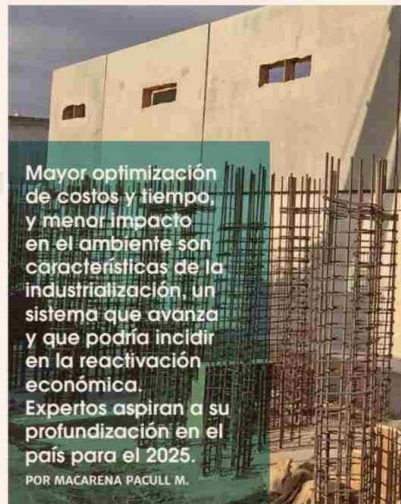 Mayor optimización
de costos y tiempo,
y menar impacto
en el ambiente son
características de la
industrialización, un
sistema que avanza
y que podría incidir
en la reactivación
económica.
Expertos aspiran a su
profundización en el
país para el 2025.
POR MACARENA PACULL M.